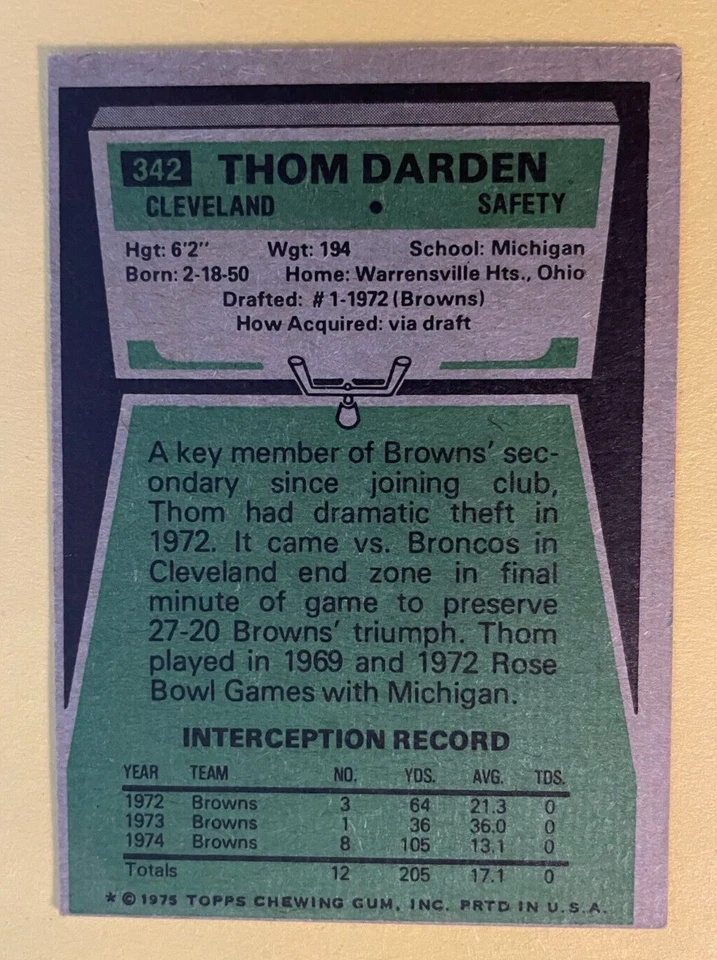 342 THOM DARDEN
CLEVELAND • SAFETY
Hgt: 6'2" Wgt: 194 School: Michigan
Born: 2-18-50 Home: Warrensville Hts., Ohio
Drafted: #1-1972 (Browns)
How Acquired: via draft
A key member of Browns' sec-
ondary since joining club,
Thom had dramatic theft in
1972. It came vs. Broncos in
Cleveland end zone in final
minute of game to preserve
27-20 Browns' triumph. Thom
played in 1969 and 1972 Rose
Bowl Games with Michigan.
INTERCEPTION RECORD
YEAR TEAM NO. YDS. AVG. TDS.
1972 Browns 3 64 21.3 0
1973 Browns 1 36 36.0 0
1974 Browns 8 105 13.1 0
Totals 12 205 17.1 0
* © 1975 TOPPS CHEWING GUM, INC. PRTD IN U.S.A.